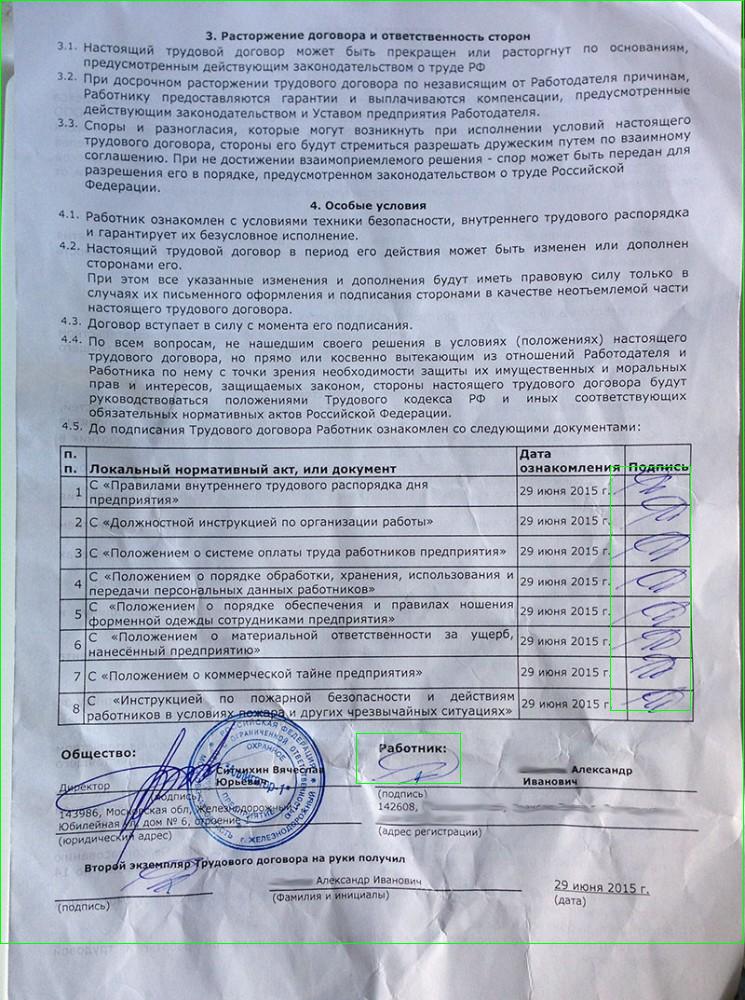 3. Расторжение договора и ответственность сторон
3.1. Настоящий трудовой договор может быть прекращен или расторгнут по основаниям,
предусмотренным действующим законодательством о труде РФ
3.2. При досрочном расторжении трудового договора по независящим от Работодателя причинам,
Работнику предоставляются гарантии и выплачиваются компенсации, предусмотренные
действующим законодательством и Уставом предприятия Работодателя.
3.3. Споры и разногласия, которые могут возникнуть при исполнении условий настоящего
трудового договора, стороны его будут стремиться разрешать дружеским путем по взаимному
соглашению. При не достижении взаимоприемлемого решения - спор может быть передан для
разрешения его в порядке, предусмотренном законодательством о труде Российской
Федерации.
4. Особые условия
4.1. Работник ознакомлен с условиями техники безопасности, внутреннего трудового распорядка
и гарантирует их безусловное исполнение.
4.2. Настоящий трудовой договор в период его действия может быть изменен или дополнен
сторонами его.
При этом все указанные изменения и дополнения будут иметь правовую силу только в
случаях их письменного оформления и подписания сторонами в качестве неотъемлемой части
настоящего трудового договора.
4.3. Договор вступает в силу с момента его подписания.
4.4. По всем вопросам, не нашедшим своего решения в условиях (положениях) настоящего
трудового договора, но прямо или косвенно вытекающим из отношений Работодателя и
Работника по нему с точки зрения необходимости защиты их имущественных и моральных
прав и интересов, защищаемых законом, стороны настоящего трудового договора будут
руководствоваться положениями Трудового кодекса РФ и иных соответствующих
обязательных нормативных актов Российской Федерации.
4.5. До подписания Трудового договора Работник ознакомлен со следующими документами:
п. п. Локальный нормативный акт, или документ Дата ознакомления Подпись
1 С «Правилами внутреннего трудового распорядка дня
предприятия» 29 июня 2015 г.
2 С «Должностной инструкцией по организации работы» 29 июня 2015 г.
3 С «Положением о системе оплаты труда работников предприятия» 29 июня 2015 г.
4 С «Положением о порядке обработки, хранения, использования и
передачи персональных данных работников» 29 июня 2015 г.
5 С «Положением о порядке обеспечения и правилах ношения
форменной одежды сотрудниками предприятия» 29 июня 2015 г.
6 С «Положением о материальной ответственности за ущерб,
нанесённый предприятию» 29 июня 2015 г.
7 С «Положением о коммерческой тайне предприятия» 29 июня 2015 г.
8 С «Инструкцией по пожарной безопасности и действиям
работников в условиях пожара и других чрезвычайных ситуациях» 29 июня 2015 г.
Общество: Работник:
Вячеслав Александр
Директор Юрьевич Иванович
(подпись) (подпись)
143986, Московская обл, Железнодорожный 142608,
Юбилейная ул, дом № 6, строение
(юридический адрес) (адрес регистрации)
Второй экземпляр Трудового договора на руки получил
Александр Иванович 29 июня 2015 г.
(подпись) (Фамилия и инициалы) (дата)